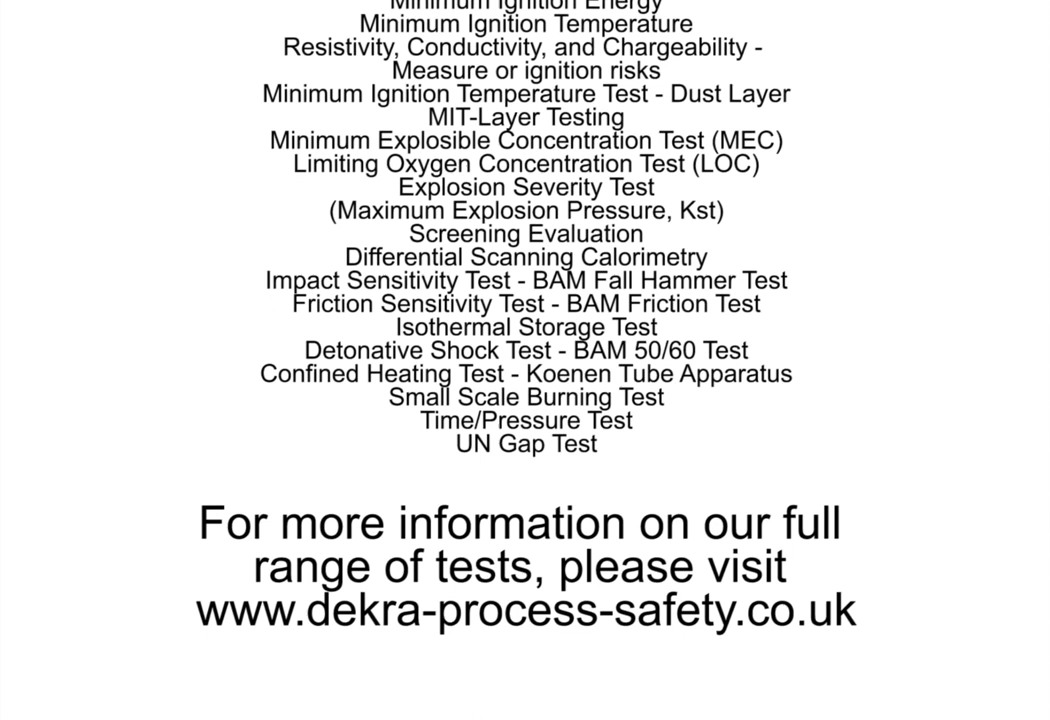 Minimum Ignition Energy
Minimum Ignition Temperature
Resistivity, Conductivity, and Chargeability -
Measure or ignition risks
Minimum Ignition Temperature Test - Dust Layer
MIT-Layer Testing
Minimum Explosible Concentration Test (MEC)
Limiting Oxygen Concentration Test (LOC)
Explosion Severity Test
(Maximum Explosion Pressure, Kst)
Screening Evaluation
Differential Scanning Calorimetry
Impact Sensitivity Test - BAM Fall Hammer Test
Friction Sensitivity Test - BAM Friction Test
Isothermal Storage Test
Detonative Shock Test - BAM 50/60 Test
Confined Heating Test - Koenen Tube Apparatus
Small Scale Burning Test
Time/Pressure Test
UN Gap Test
For more information on our full
range of tests, please visit
www.dekra-process-safety.co.uk